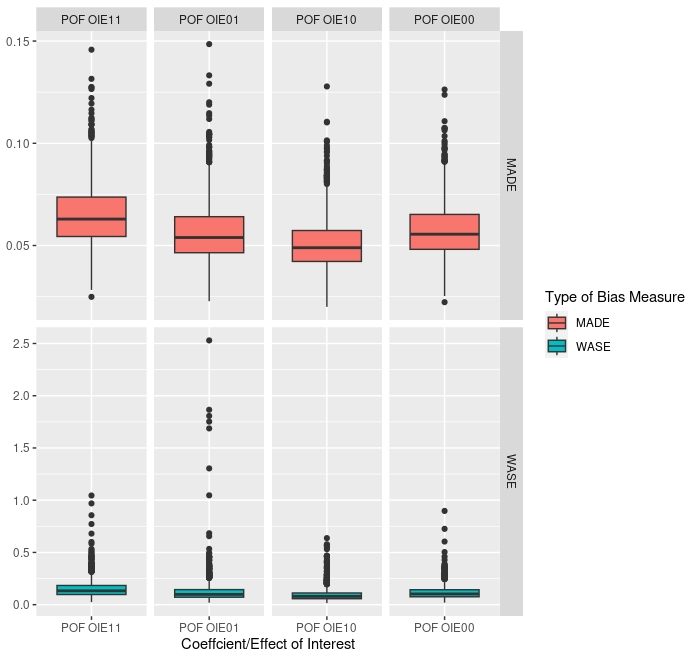 POF OIE11 POF OIE01 POF OIE10 POF OIE00
0.15
0.10
0.05
MADE
2.5
2.0
1.5
1.0
0.5
0.0
WASE
POF OIE11 POF OIE01 POF OIE10 POF OIE00
Coeffcient/Effect of Interest
Type of Bias Measure
MADE
WASE